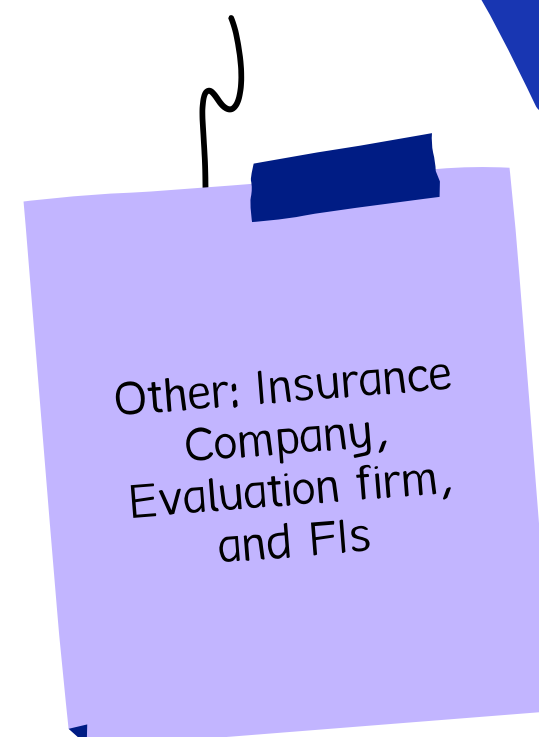 Other: Insurance
Company,
Evaluation firm,
and FIs